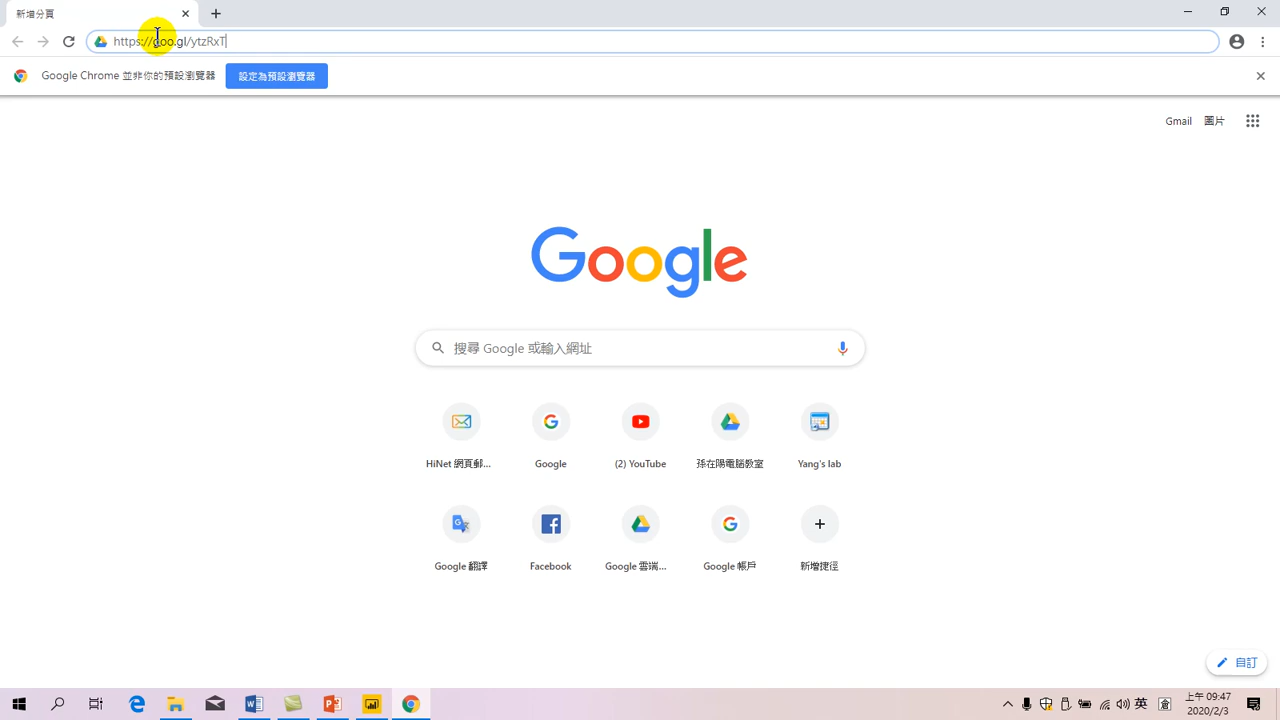 新增分頁
https://goo.gl/ytzRxT
Google Chrome 並非你的預設瀏覽器
設定為預設瀏覽器
Gmail
圖片
Google
搜尋 Google 或輸入網址
HiNet 網頁郵...
Google
(2) YouTube
孫在陽電腦教室
Yang's lab
Google 翻譯
Facebook
Google 雲端...
Google 帳戶
新增捷徑
自訂
英
上午 09:47
2020/2/3